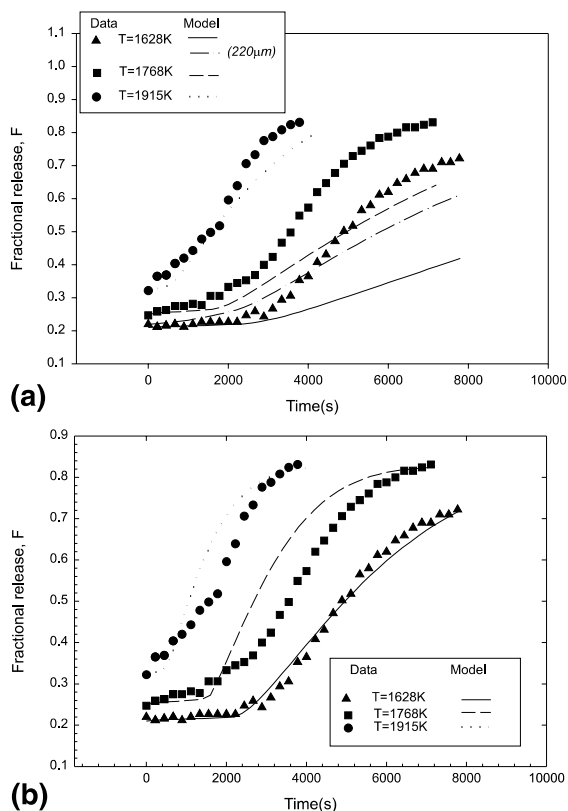 Data Model
T=1628K
(220μm)
T=1768K
T=1915K
1.1
1.0
0.9
0.8
0.7
0.6
0.5
0.4
0.3
0.2
0.1
Fractional release, F
0 2000 4000 6000 8000 10000
Time(s)
(a)
0.9
0.8
0.7
0.6
0.5
0.4
0.3
0.2
0.1
Fractional release, F
Data Model
T=1628K
T=1768K
T=1915K
0 2000 4000 6000 8000 10000
Time(s)
(b)